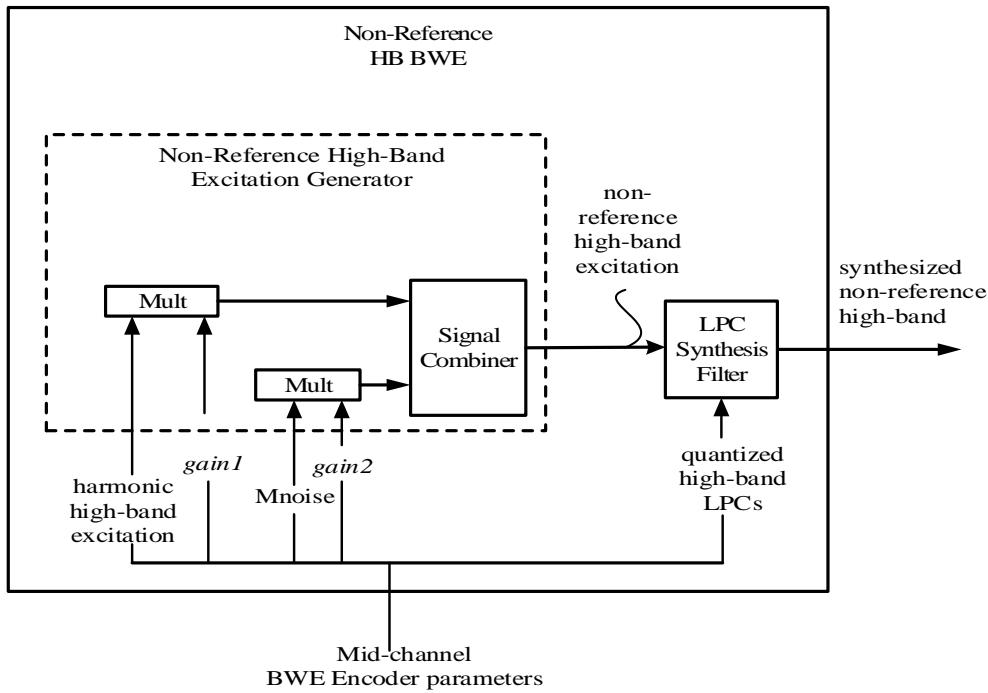 Non-Reference
HB BWE
Non-Reference High-Band
Excitation Generator
non-
reference
high-band
excitation
synthesized
non-reference
high-band
Mult
Signal
Combiner
LPC
Synthesis
Filter
Mult
harmonic
high-band
excitation
gain1
Mnoise
gain2
quantized
high-band
LPCs
Mid-channel
BWE Encoder parameters